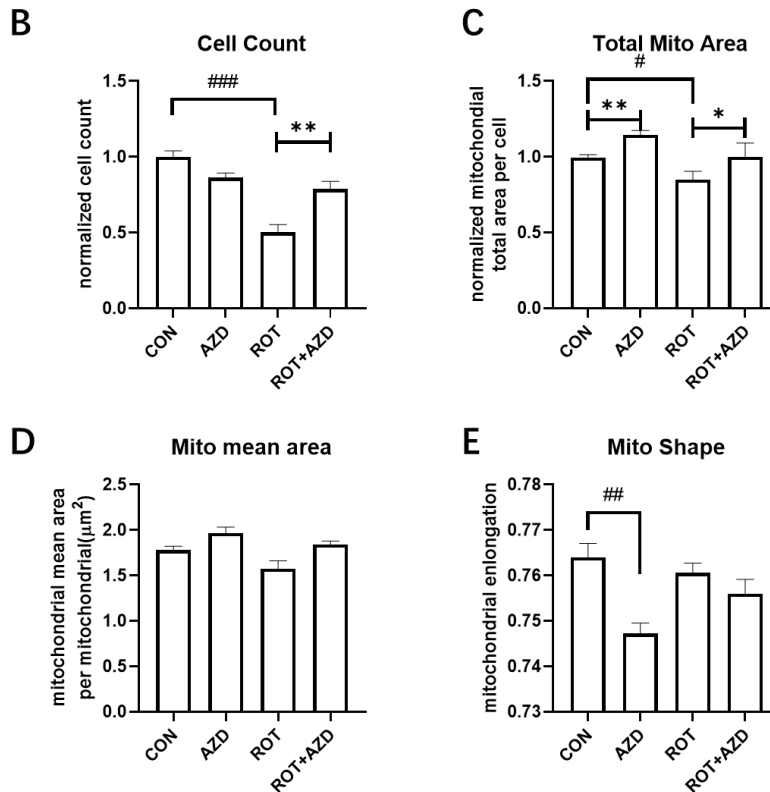 B
Cell Count
###
**
1.5
1.0
0.5
0.0
normalized cell count
CON
AZD
ROT
ROT+AZD
C
Total Mito Area
#
**
*
1.5
1.0
0.5
0.0
normalized mitochondrial
total area per cell
CON
AZD
ROT
ROT+AZD
D
Mito mean area
2.5
2.0
1.5
1.0
0.5
0.0
mitochondrial mean area
per mitochondrial(μm²)
CON
AZD
ROT
ROT+AZD
E
Mito Shape
##
0.78
0.77
0.76
0.75
0.74
0.73
mitochondrial enlongation
CON
AZD
ROT
ROT+AZD